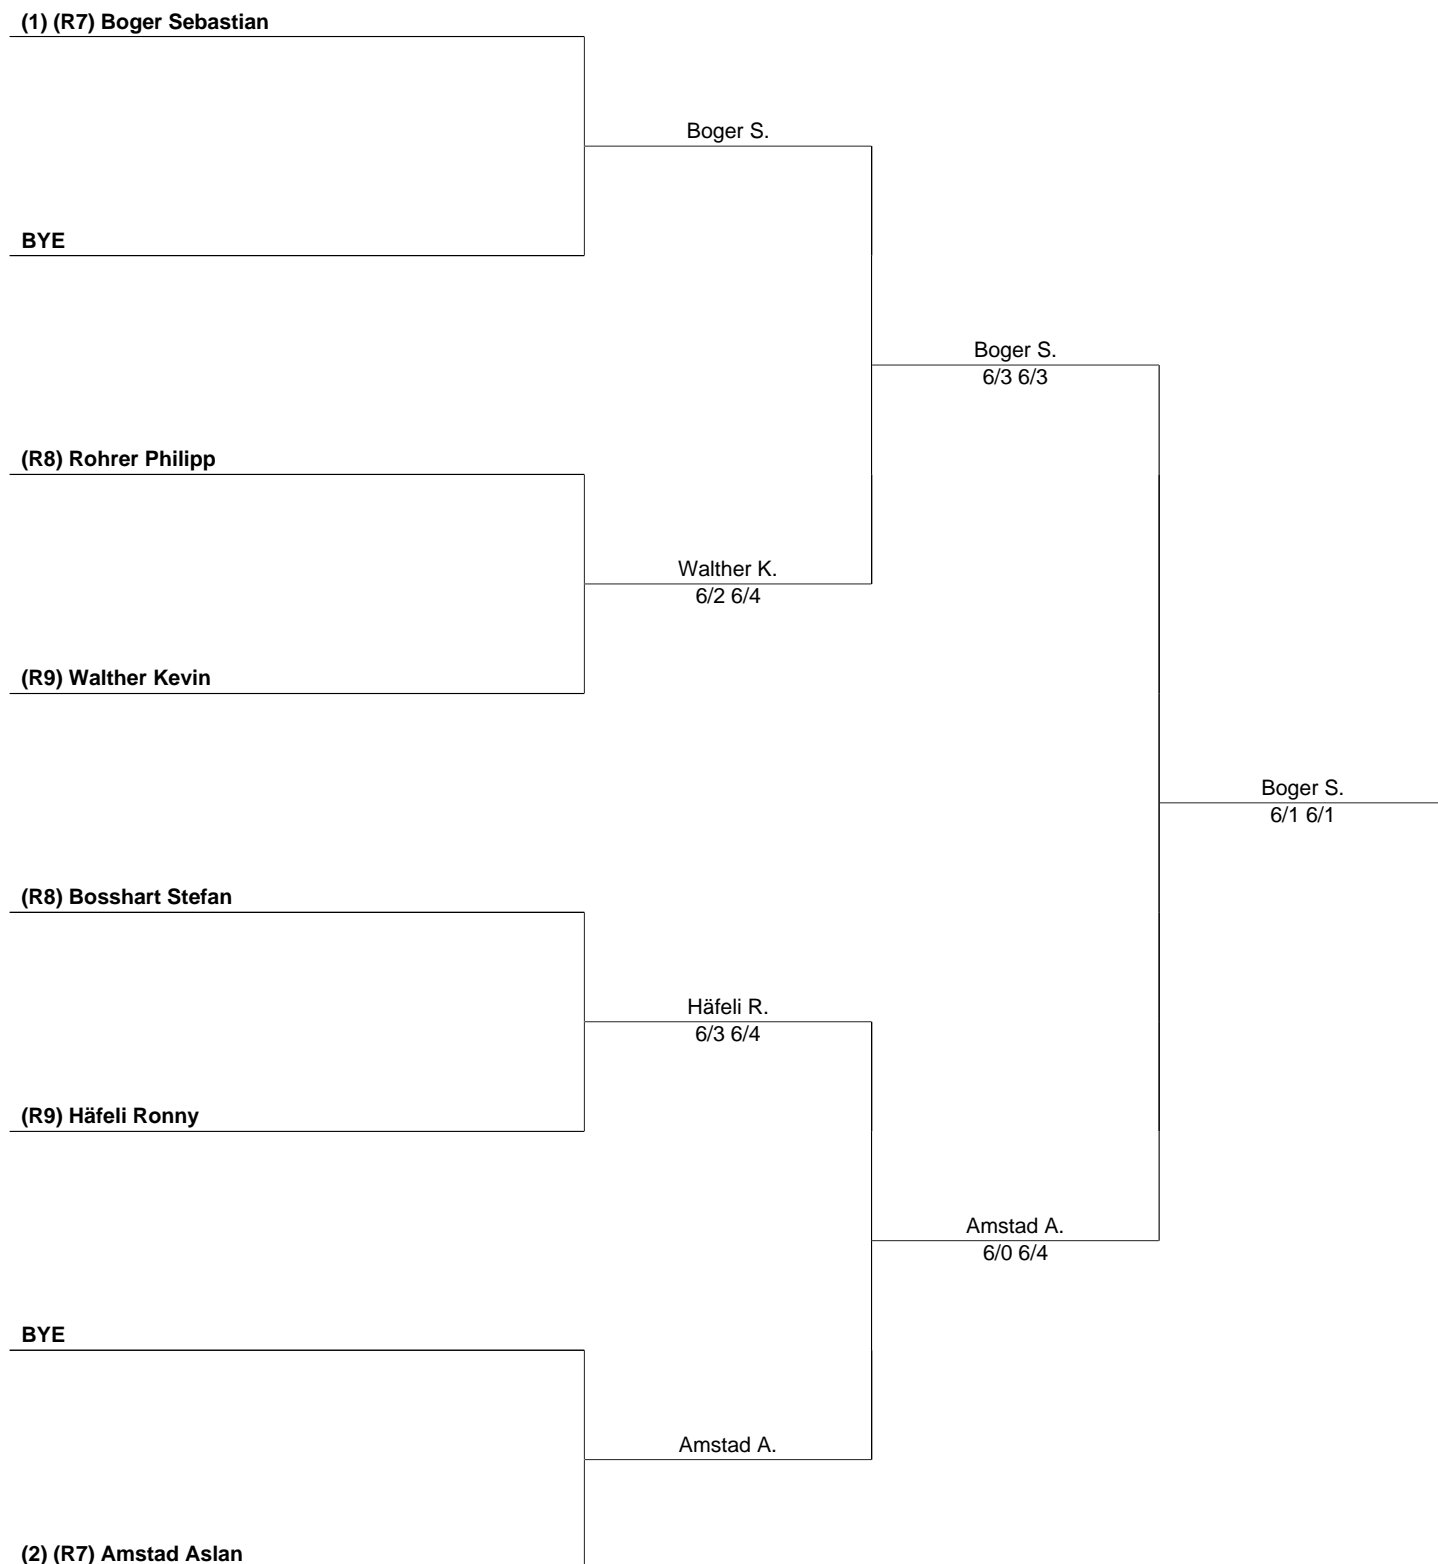 (1) (R7) Boger Sebastian
Boger S.
BYE
Boger S.
6/3 6/3
(R8) Rohrer Philipp
Walther K.
6/2 6/4
(R9) Walther Kevin
Boger S.
6/1 6/1
(R8) Bosshart Stefan
Häfeli R.
6/3 6/4
(R9) Häfeli Ronny
Amstad A.
6/0 6/4
BYE
Amstad A.
(2) (R7) Amstad Aslan